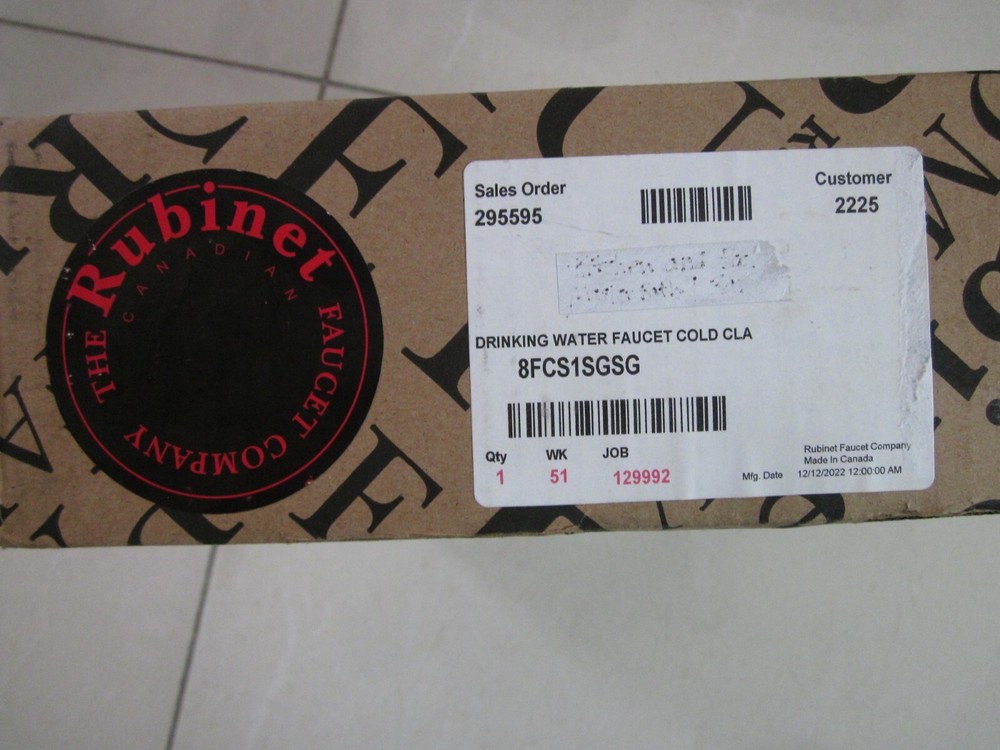 THE Rubinet FAUCET COMPANY
CANADIAN
Sales Order
295595
Customer
2225
DRINKING WATER FAUCET COLD CLA
8FCS1SGSG
Qty WK JOB
1 51 129992
Rubinet Faucet Company
Made In Canada
Mfg. Date 12/12/2022 12:00:00 AM